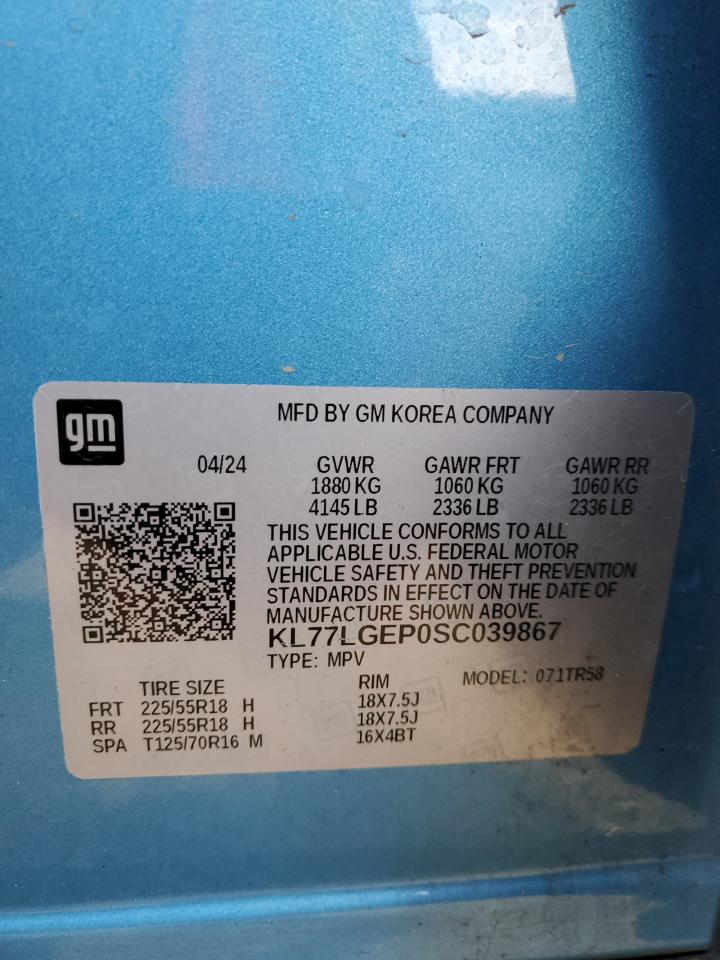 gm
MFD BY GM KOREA COMPANY
04/24 GVWR GAWR FRT GAWR RR
1880 KG 1060 KG 1060 KG
4145 LB 2336 LB 2336 LB
THIS VEHICLE CONFORMS TO ALL
APPLICABLE U.S. FEDERAL MOTOR
VEHICLE SAFETY AND THEFT PREVENTION
STANDARDS IN EFFECT ON THE DATE OF
MANUFACTURE SHOWN ABOVE.
KL77LGEP0SC039867
TYPE: MPV
TIRE SIZE RIM MODEL: 071TR58
FRT 225/55R18 H 18X7.5J
RR 225/55R18 H 18X7.5J
SPA T125/70R16 M 16X4BT